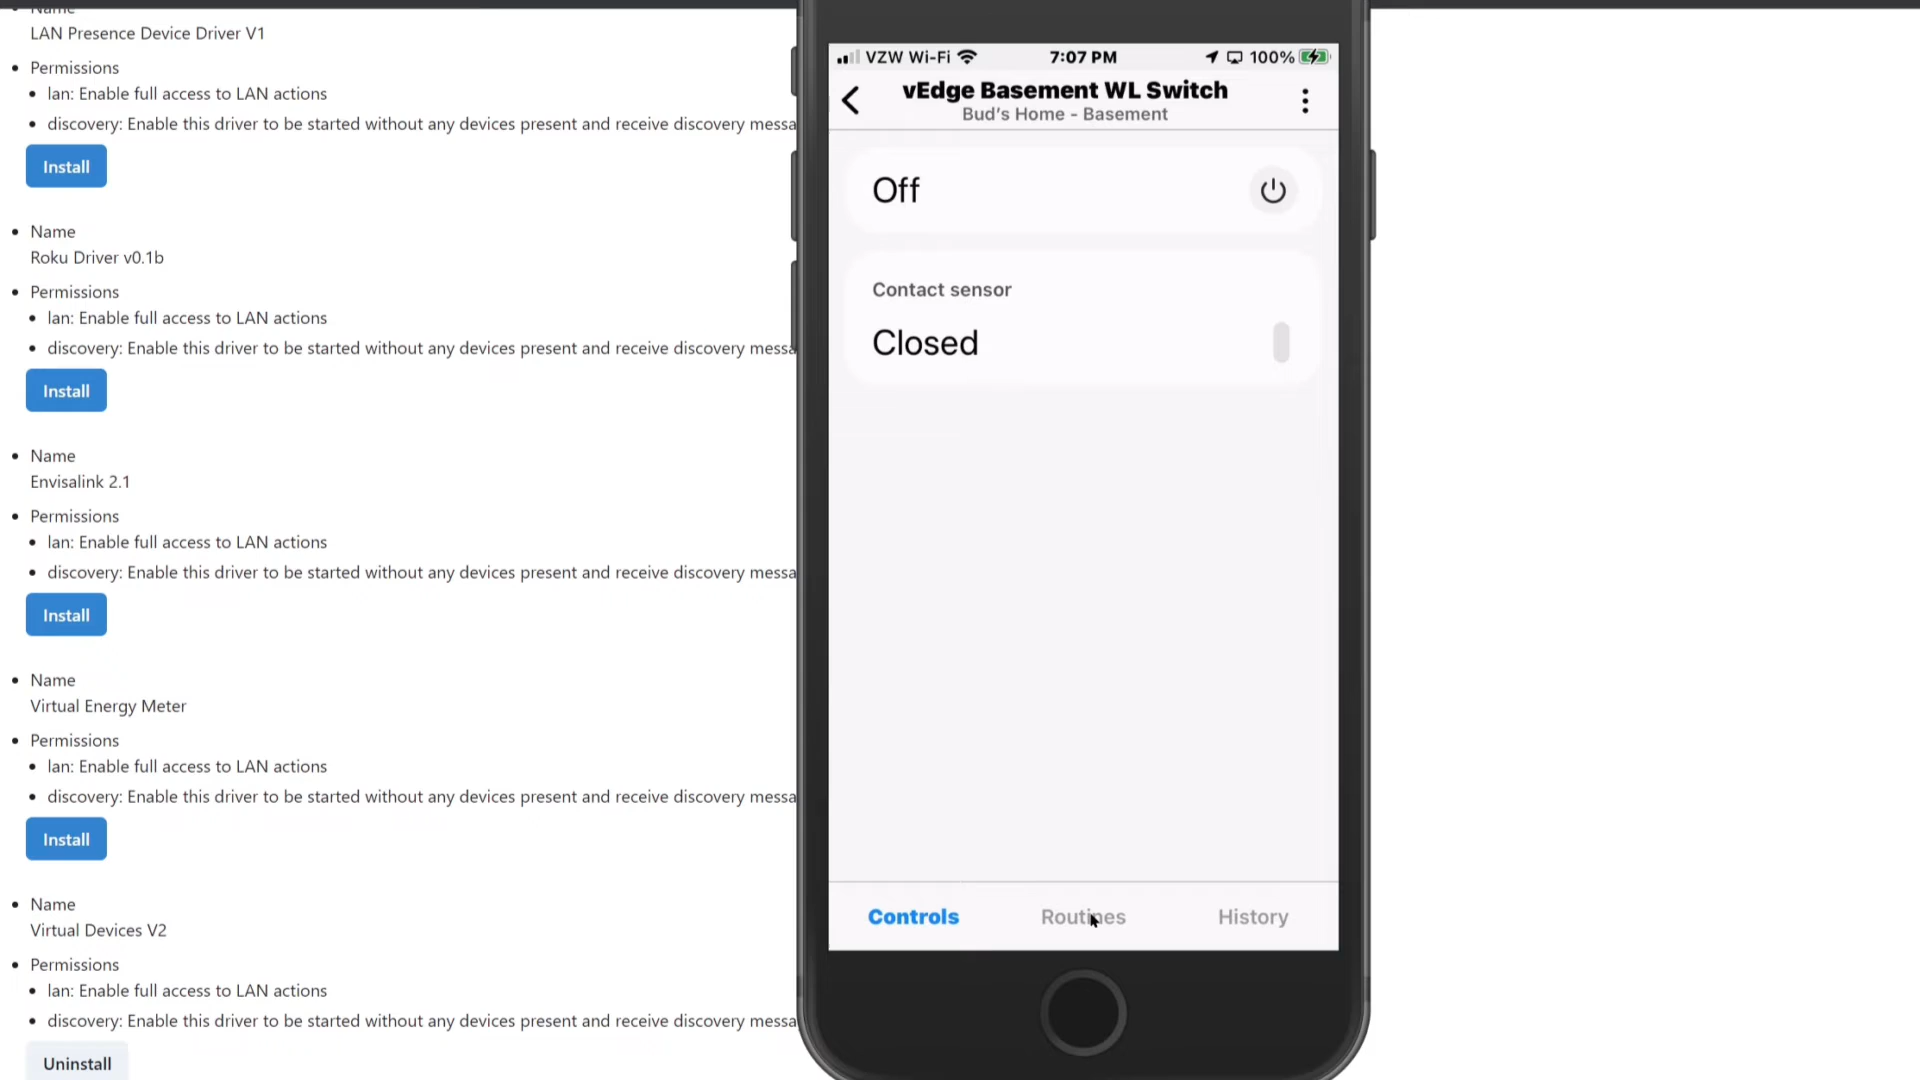 Name
LAN Presence Device Driver V1
Permissions
lan: Enable full access to LAN actions
discovery: Enable this driver to be started without any devices present and receive discovery messa
Install
Name
Roku Driver v0.1b
Permissions
lan: Enable full access to LAN actions
discovery: Enable this driver to be started without any devices present and receive discovery messa
Install
Name
Envisalink 2.1
Permissions
lan: Enable full access to LAN actions
discovery: Enable this driver to be started without any devices present and receive discovery messa
Install
Name
Virtual Energy Meter
Permissions
lan: Enable full access to LAN actions
discovery: Enable this driver to be started without any devices present and receive discovery messa
Install
Name
Virtual Devices V2
Permissions
lan: Enable full access to LAN actions
discovery: Enable this driver to be started without any devices present and receive discovery messa
Uninstall
VZW Wi-Fi 7:07 PM 100%
vEdge Basement WL Switch
Bud's Home - Basement
Off
Contact sensor
Closed
Controls Routines History